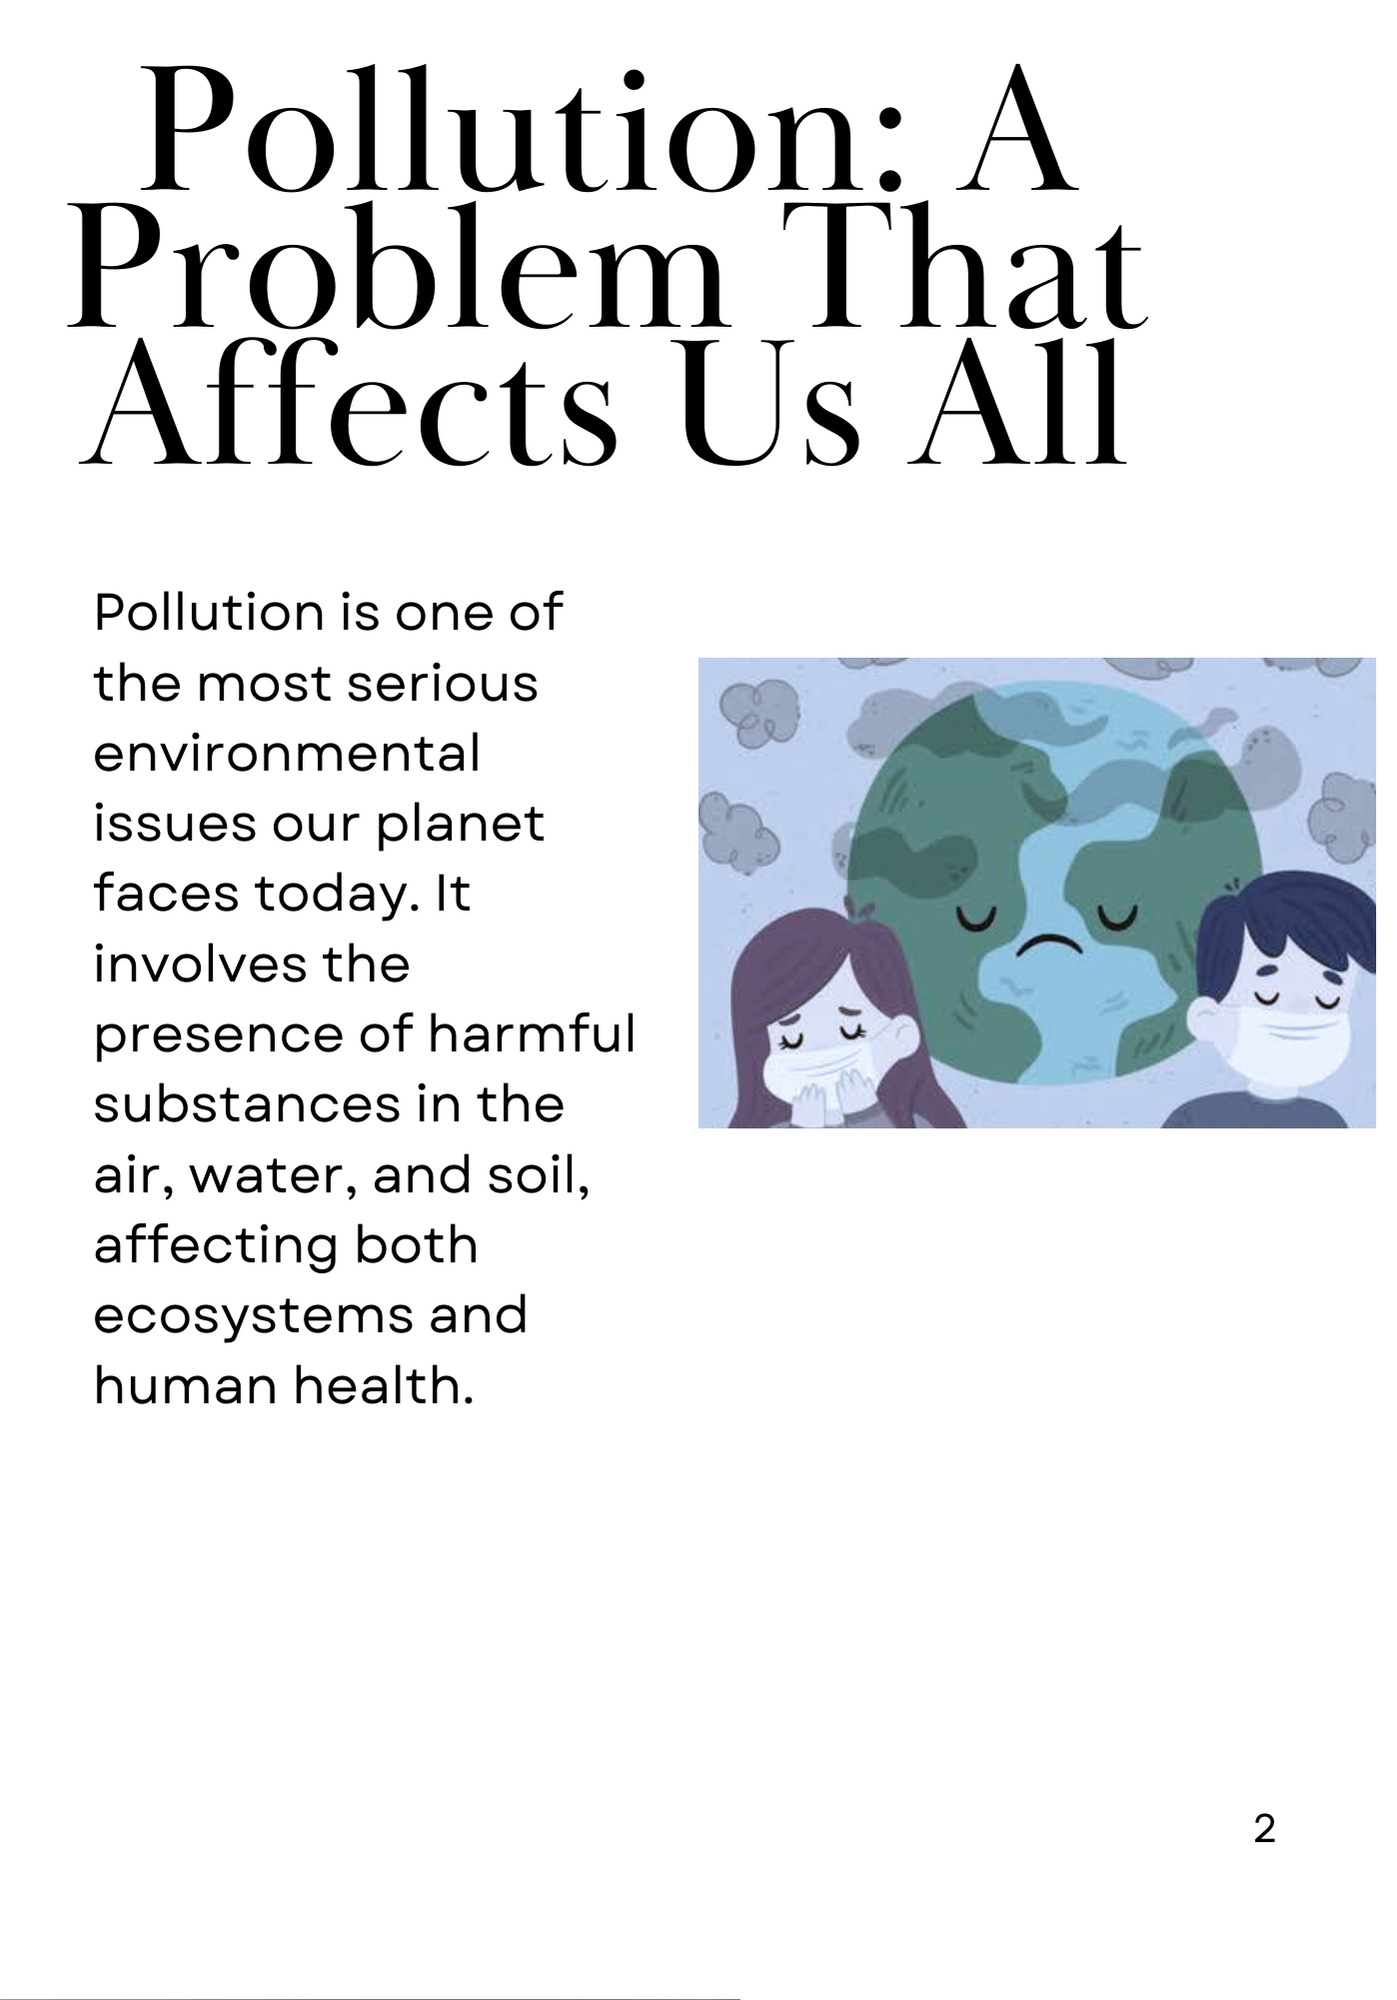 Pollution: A
Problem That
Affects Us All
Pollution is one of
the most serious
environmental
issues our planet
faces today. It
involves the
presence of harmful
substances in the
air, water, and soil,
affecting both
ecosystems and
human health.
2